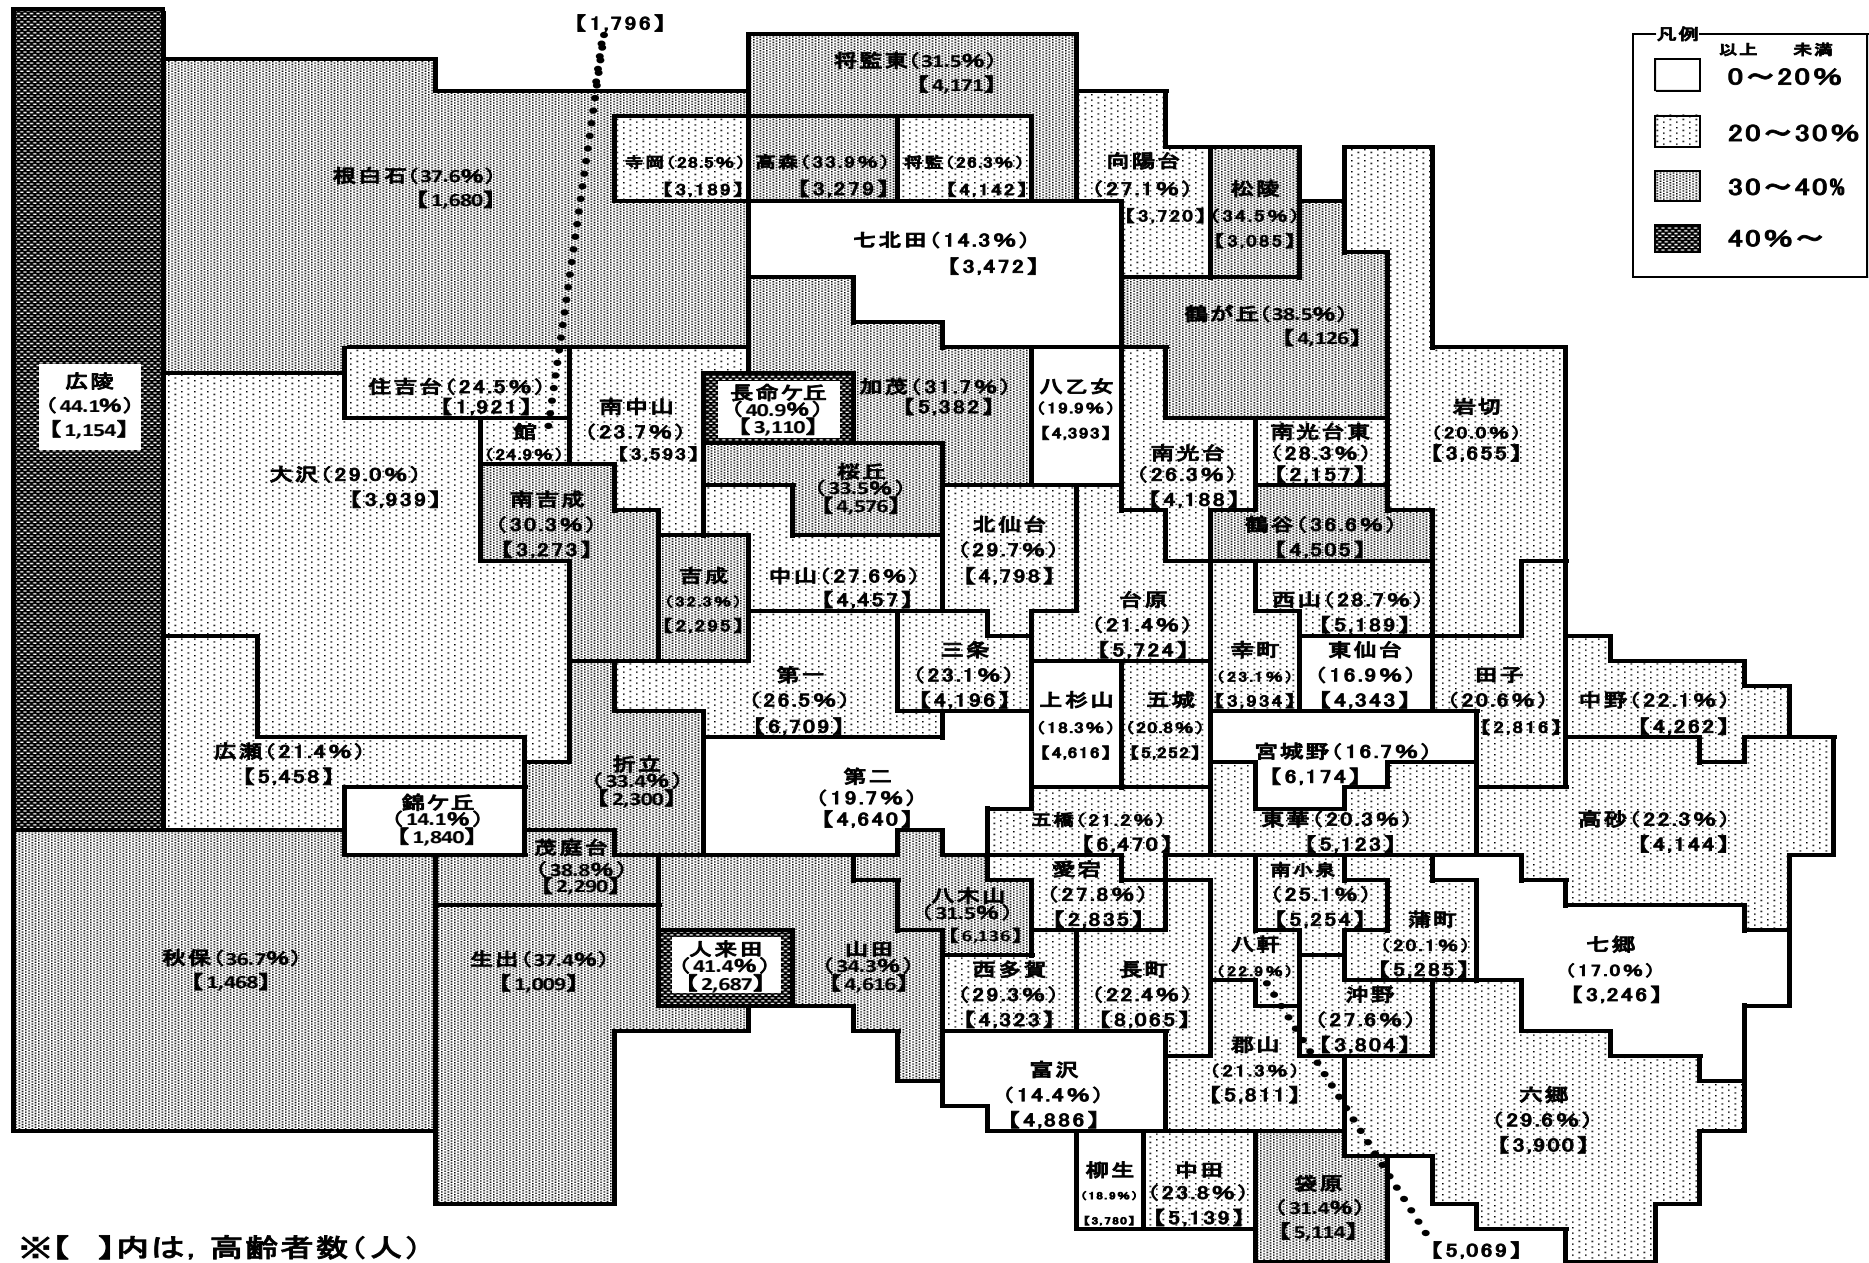 【1,796】
凡例
以上 未満
0～20%
20～30%
30～40%
40%～
将監東(31.5%)
【4,171】
根白石(37.6%)
【1,680】
寺岡(28.5%)
【3,189】
高森(33.9%)
【3,279】
将監(26.3%)
【4,142】
向陽台
(27.1%)
【3,720】
松陵
(34.5%)
【3,085】
七北田(14.3%)
【3,472】
鶴が丘(38.5%)
【4,126】
広陵
(44.1%)
【1,154】
住吉台(24.5%)
【1,921】
館
(24.9%)
南中山
(23.7%)
【3,593】
長命ケ丘
(40.9%)
【3,110】
加茂(31.7%)
【5,382】
八乙女
(19.9%)
【4,393】
南光台
(26.3%)
【4,188】
南光台東
(28.3%)
【2,157】
岩切
(20.0%)
【3,655】
大沢(29.0%)
【3,939】
南吉成
(30.3%)
【3,273】
桜丘
(33.5%)
【4,576】
北仙台
(29.7%)
【4,798】
鶴谷(36.6%)
【4,505】
吉成
(32.3%)
【2,295】
中山(27.6%)
【4,457】
台原
(21.4%)
【5,724】
西山(28.7%)
【5,189】
第一
(26.5%)
【6,709】
三条
(23.1%)
【4,196】
上杉山
(18.3%)
【4,616】
五城
(20.8%)
【5,252】
幸町
(23.1%)
【3,934】
東仙台
(16.9%)
【4,343】
田子
(20.6%)
【2,816】
中野(22.1%)
【4,262】
広瀬(21.4%)
【5,458】
錦ケ丘
(14.1%)
【1,840】
折立
(33.4%)
【2,300】
第二
(19.7%)
【4,640】
宮城野(16.7%)
【6,174】
五橋(21.2%)
【6,470】
東華(20.3%)
【5,123】
高砂(22.3%)
【4,144】
茂庭台
(38.8%)
【2,290】
八木山
(31.5%)
【6,136】
愛宕
(27.8%)
【2,835】
南小泉
(25.1%)
【5,254】
蒲町
(20.1%)
【5,285】
七郷
(17.0%)
【3,246】
秋保(36.7%)
【1,468】
生出(37.4%)
【1,009】
人来田
(41.4%)
【2,687】
山田
(34.3%)
【4,616】
西多賀
(29.3%)
【4,323】
長町
(22.4%)
【8,065】
八軒
(22.9%)
沖野
(27.6%)
【3,804】
富沢
(14.4%)
【4,886】
郡山
(21.3%)
【5,811】
六郷
(29.6%)
【3,900】
柳生
(18.9%)
【3,780】
中田
(23.8%)
【5,139】
袋原
(31.4%)
【5,114】
【5,069】
※【 】内は，高齢者数（人）